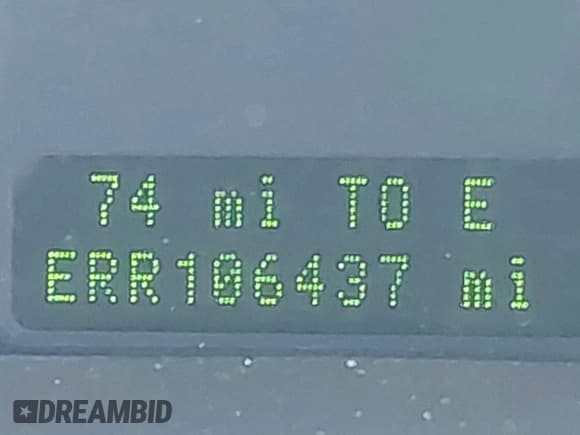 74 mi TO E
ERR106437 mi
DREAMBID